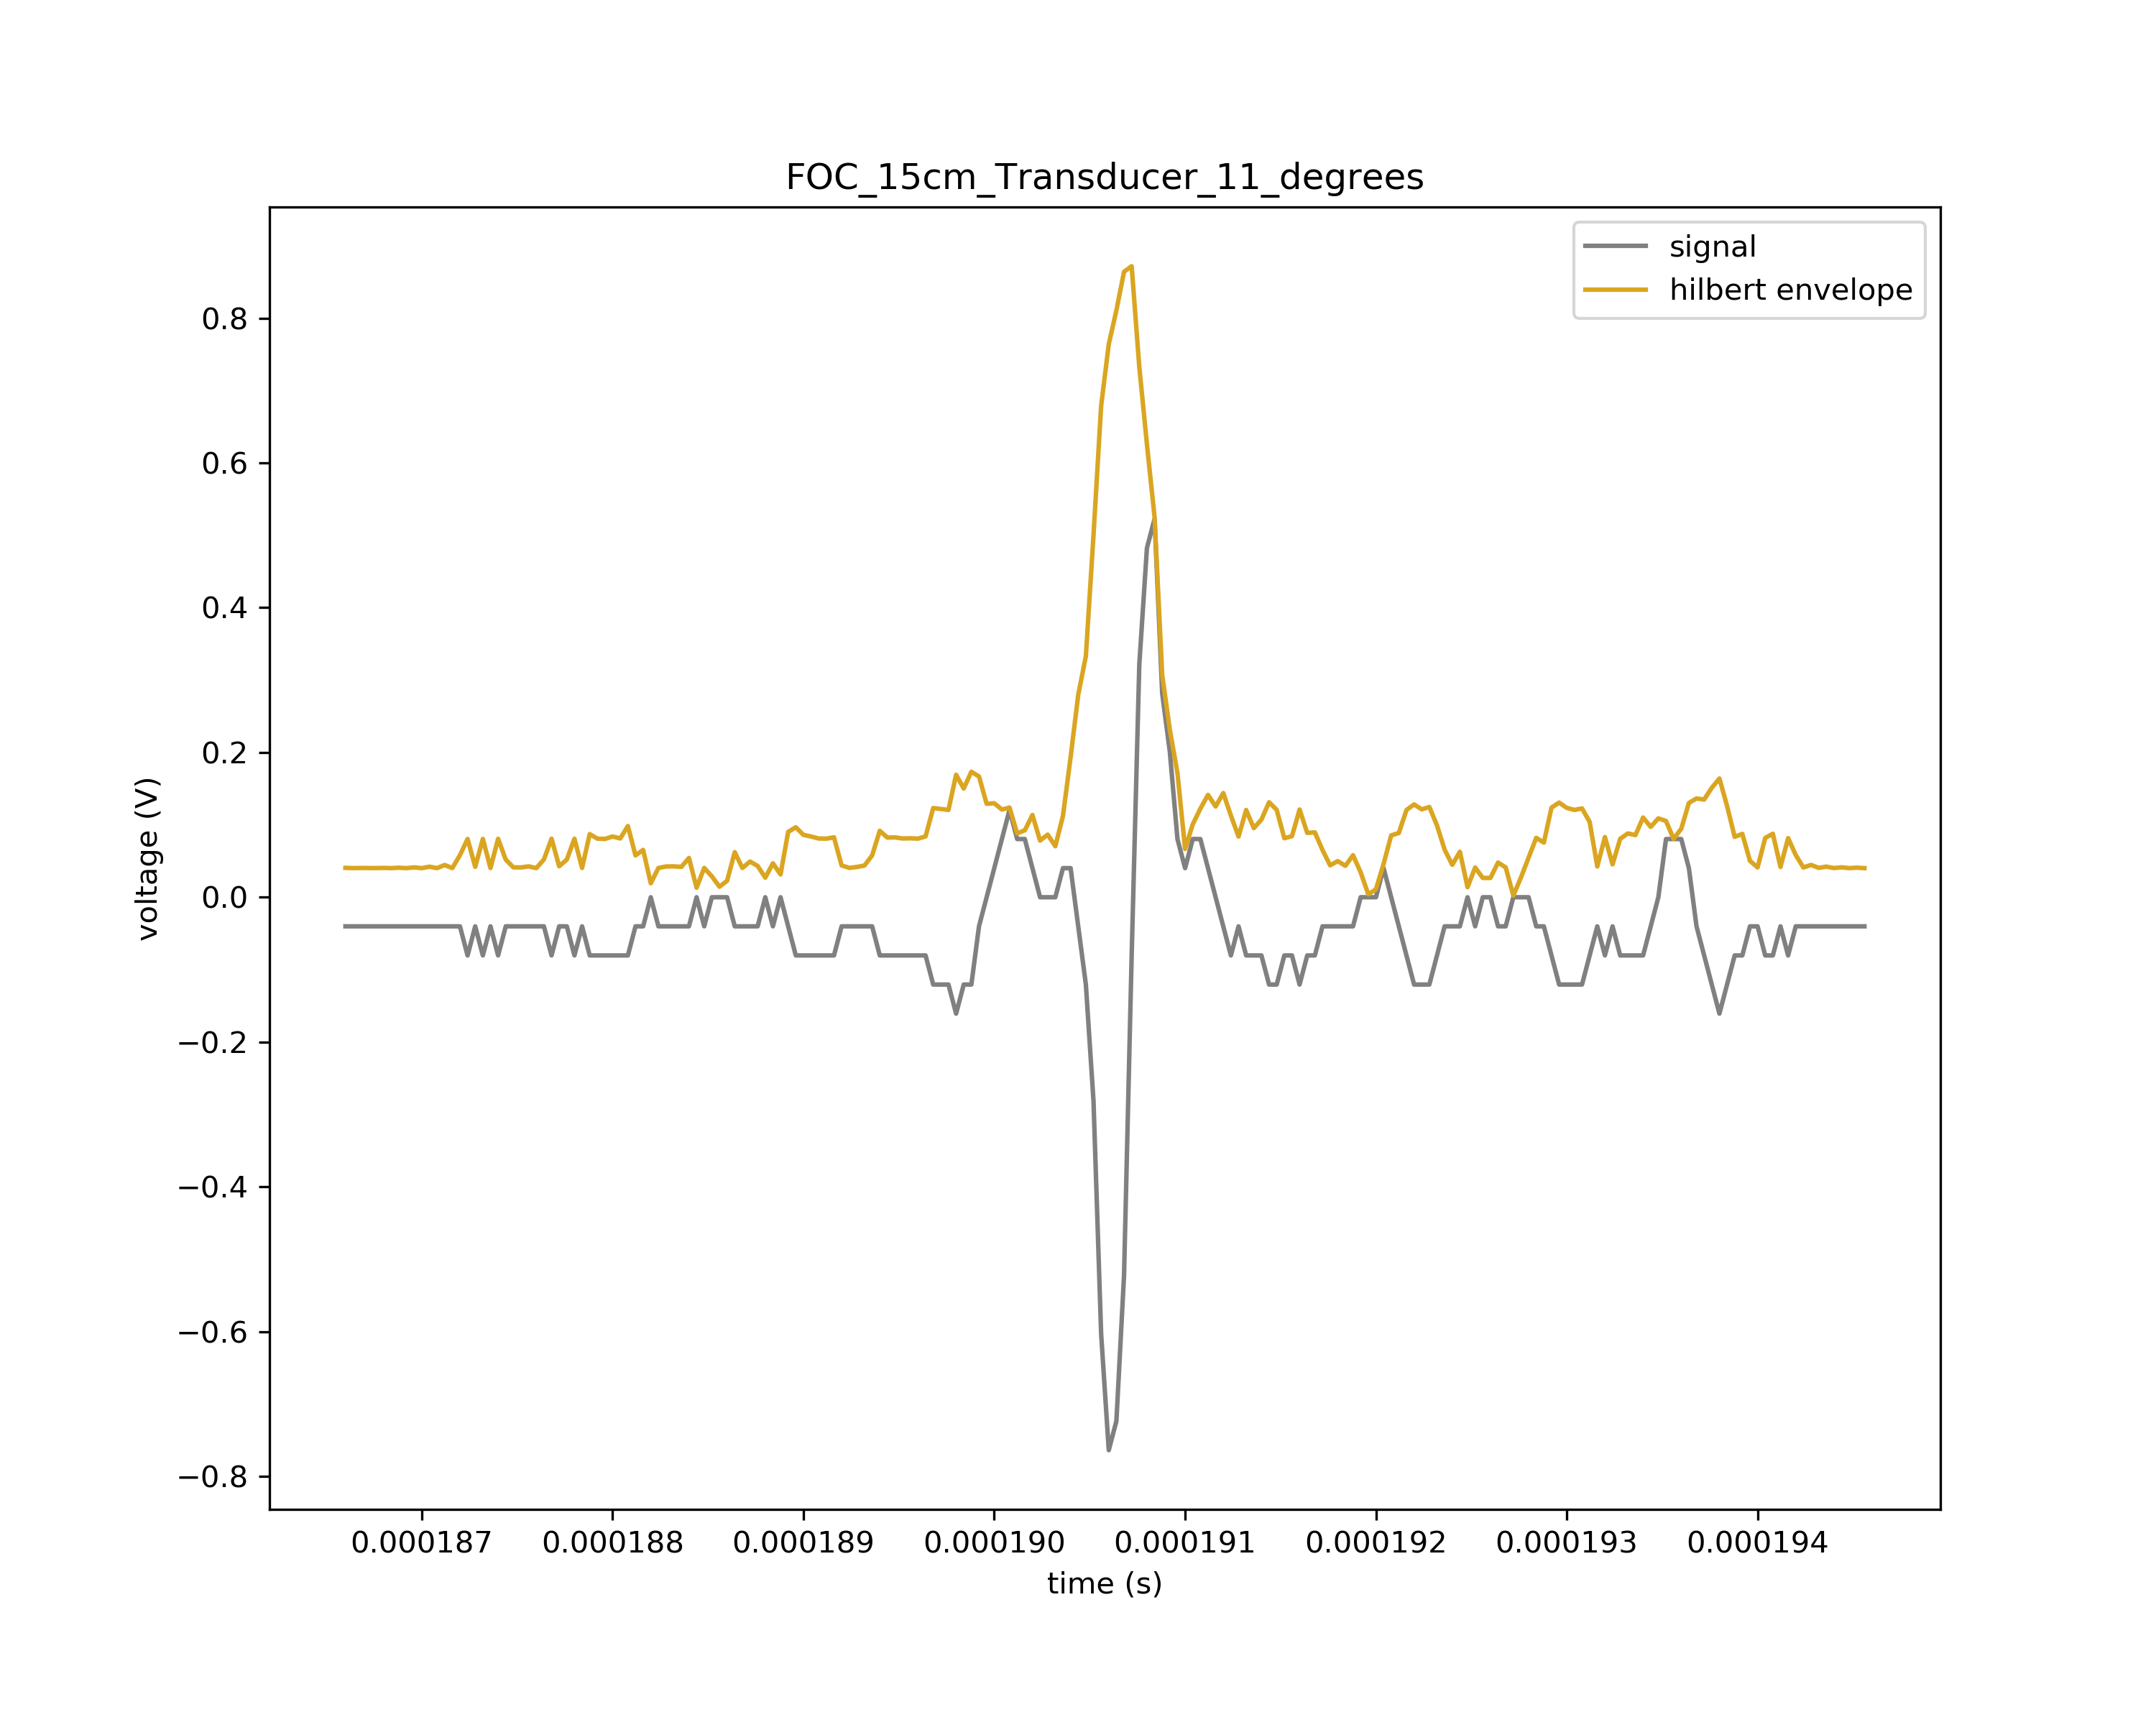 FOC_15cm_Transducer_11_degrees
signal
hilbert envelope
voltage (V)
0.8
0.6
0.4
0.2
0.0
−0.2
−0.4
−0.6
−0.8
0.000187 0.000188 0.000189 0.000190 0.000191 0.000192 0.000193 0.000194
time (s)